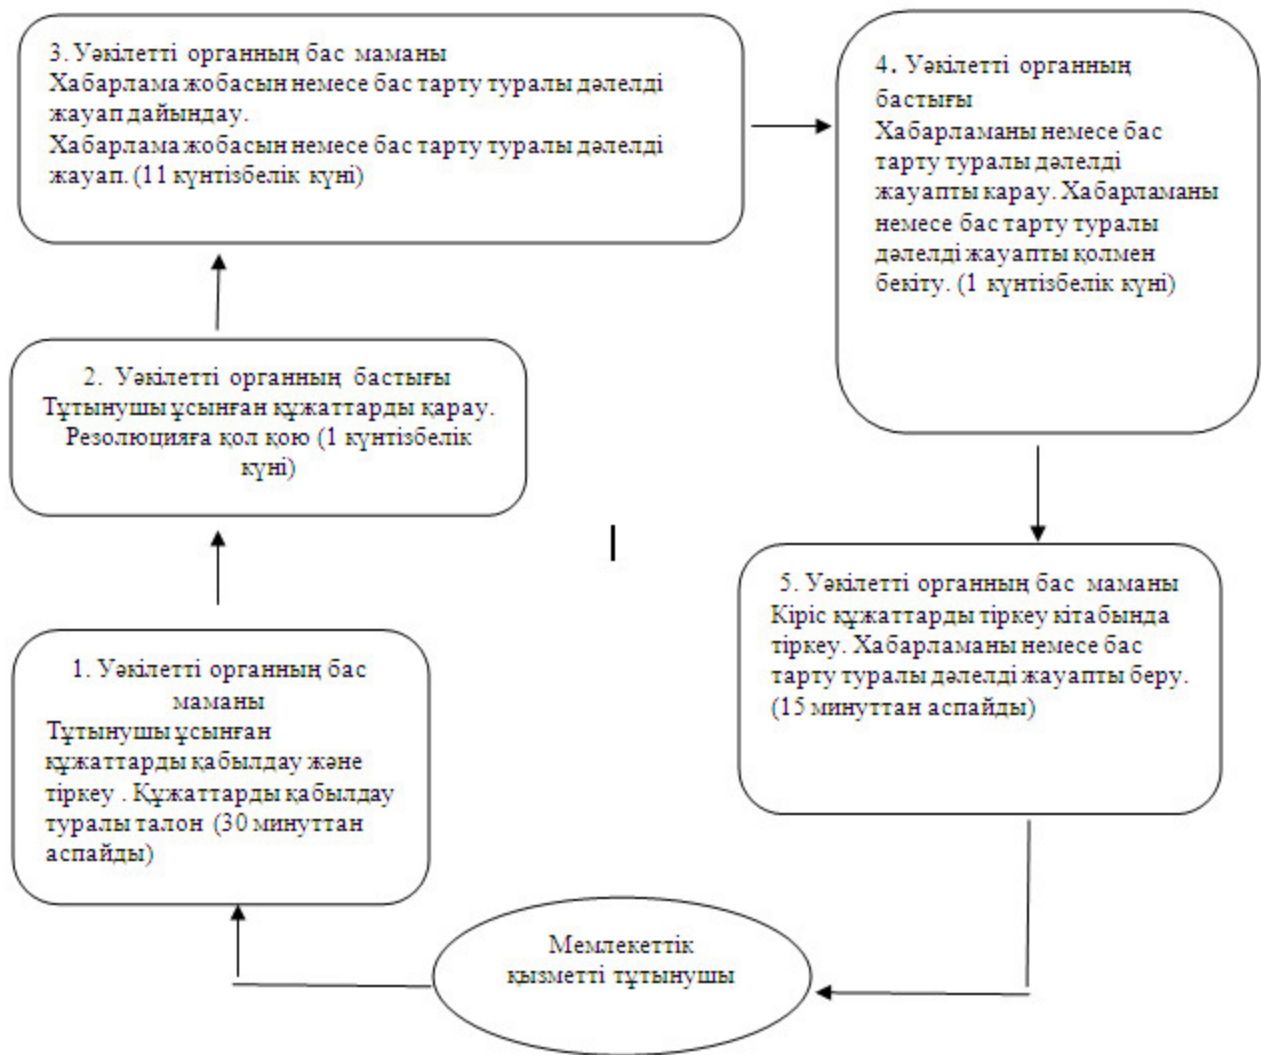 3. Уәкілетті органның бас маманы
Хабарлама жобасын немесе бас тарту туралы дәлелді
жауап дайындау.
Хабарлама жобасын немесе бас тарту туралы дәлелді
жауап. (11 күнтізбелік күні)
4. Уәкілетті органның
бастығы
Хабарламаны немесе бас
тарту туралы дәлелді
жауапты карау. Хабарламаны
немесе бас тарту туралы
дәлелді жауапты қолмен
бекіту. (1 күнтізбелік күні)
2. Уәкілетті органның бастығы
Тұтынушы ұсынған құжаттарды қарау.
Резолюцияға қол қою (1 күнтізбелік
күні)
5. Уәкілетті органның бас маманы
Кіріс құжаттарды тіркеу кітабында
тіркеу. Хабарламаны немесе бас
тарту туралы дәлелді жауапты беру.
(15 минуттан аспайды)
1. Уәкілетті органның бас
маманы
Тұтынушы ұсынған
құжаттарды қабылдау және
тіркеу . Құжаттарды қабылдау
туралы талон (30 минуттан
аспайды)
Мемлекеттік
қызметті тұтынушы